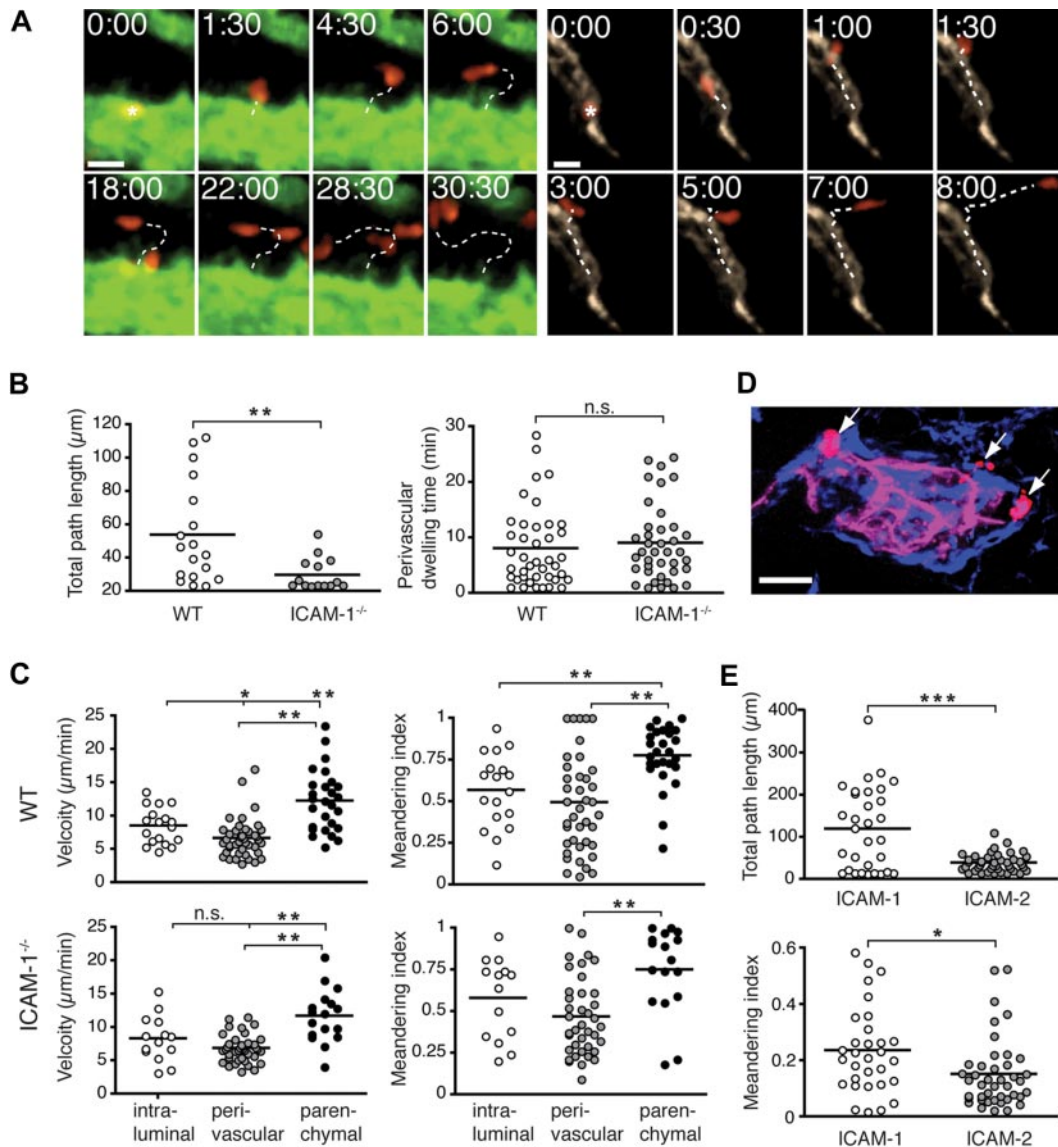 A
0:00 1:30 4:30 6:00 0:00 0:30 1:00 1:30
*  *
18:00 22:00 28:30 30:30 3:00 5:00 7:00 8:00
B
Total path length (µm)
120
100
80
60
40
20
**
WT ICAM-1-/-
Perivascular
dwelling time (min)
30
20
10
0
n.s.
WT ICAM-1-/-
D
C
WT
Velcoity (µm/min)
25
20
15
10
5
0
* **
**
Meandering index
1
0.75
0.5
0.25
0
**
**
ICAM-1-/-
Velcoity (µm/min)
25
20
15
10
5
0
n.s. **
**
intra-
luminal
peri-
vascular
paren-
chymal
Meandering index
1
0.75
0.5
0.25
0
**
intra-
luminal
peri-
vascular
paren-
chymal
E
Total path length (µm)
400
300
200
100
0
***
ICAM-1 ICAM-2
Meandering index
0.6
0.4
0.2
0
*
ICAM-1 ICAM-2